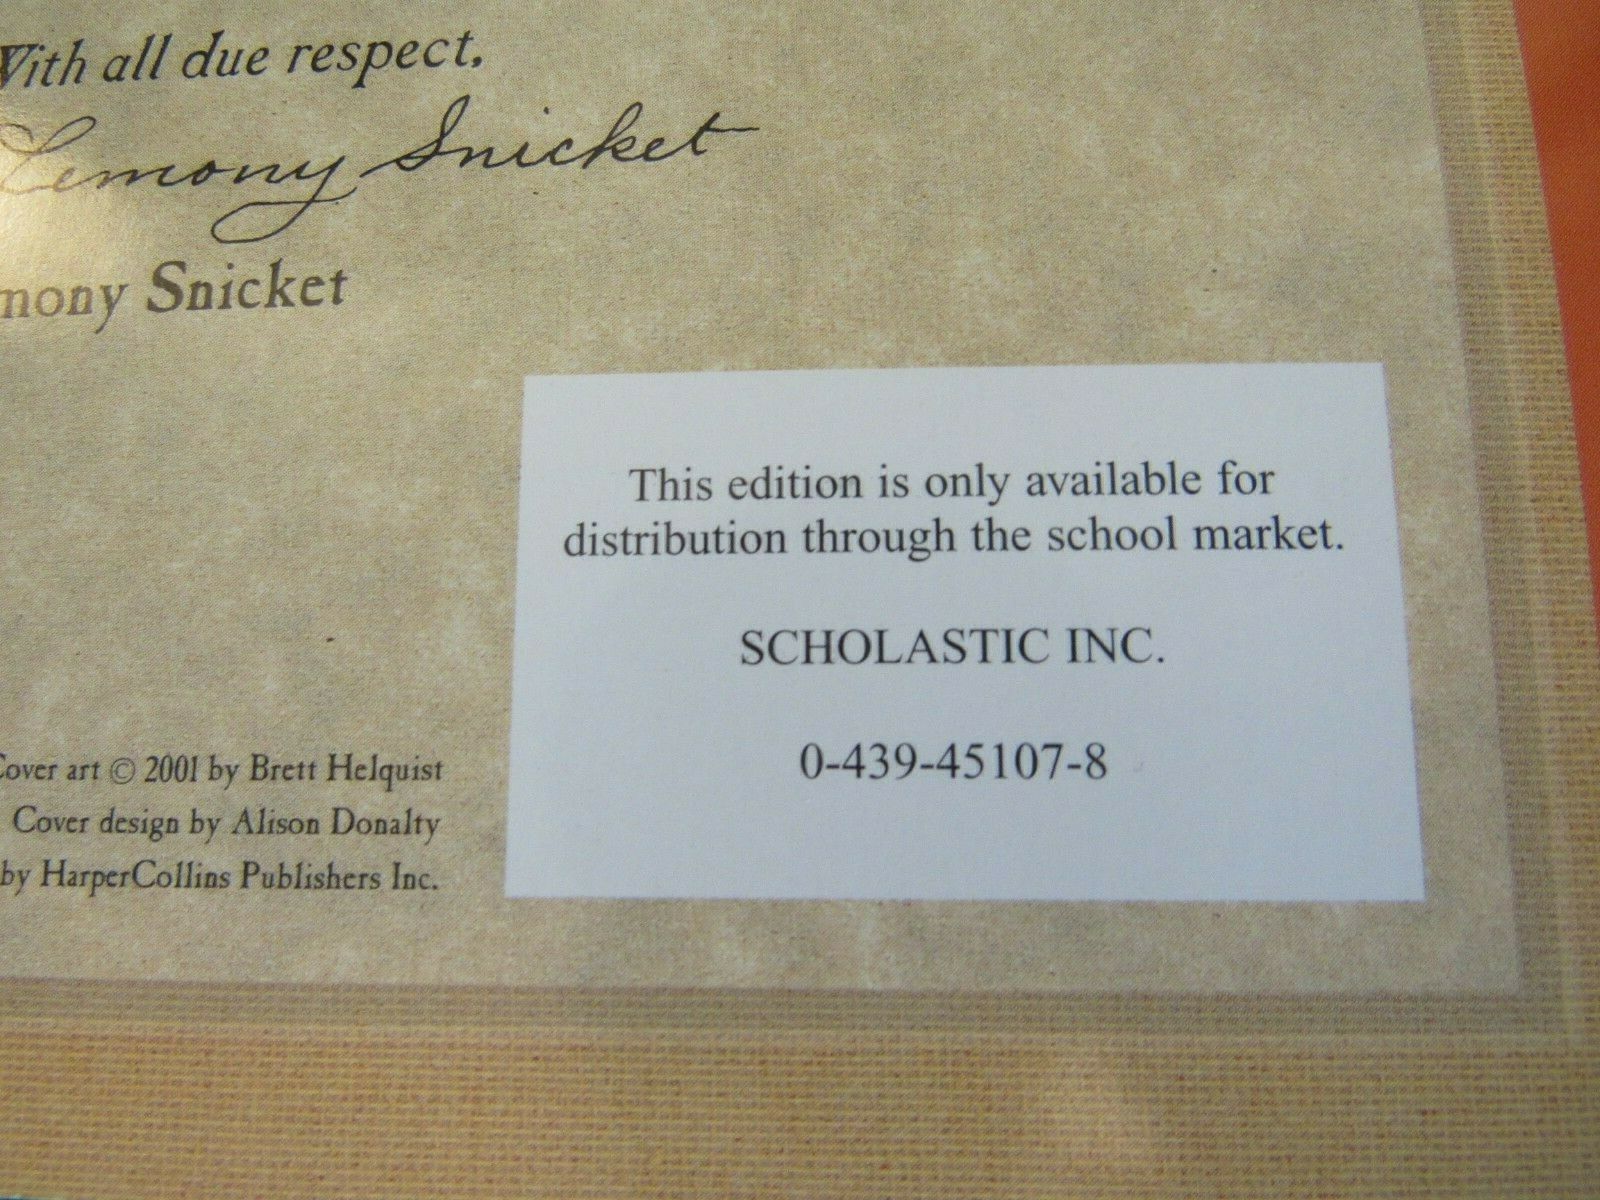 With all due respect,
Lemony Snicket
mony Snicket
This edition is only available for
distribution through the school market.
SCHOLASTIC INC.
0-439-45107-8
Cover art © 2001 by Brett Helquist
Cover design by Alison Donalty
by HarperCollins Publishers Inc.